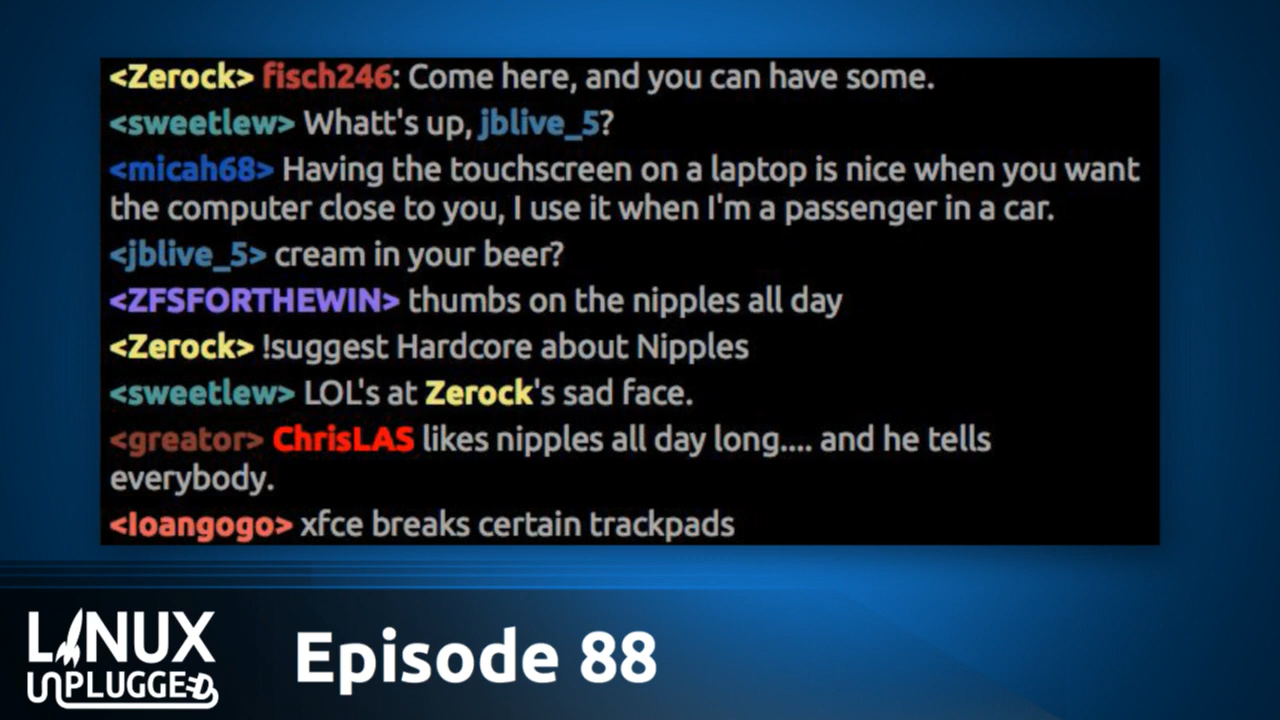 <Zerock> fisch246: Come here, and you can have some.
<sweetlew> Whatt's up, jblive_5?
<micah68> Having the touchscreen on a laptop is nice when you want
the computer close to you, I use it when I'm a passenger in a car.
<jblive_5> cream in your beer?
<ZFSFORTHEWIN> thumbs on the nipples all day
<Zerock> !suggest Hardcore about Nipples
<sweetlew> LOL's at Zerock's sad face.
<greator> ChrisLAS likes nipples all day long.... and he tells
everybody.
<loangogo> xfce breaks certain trackpads
LINUX
UNPLUGGED
Episode 88